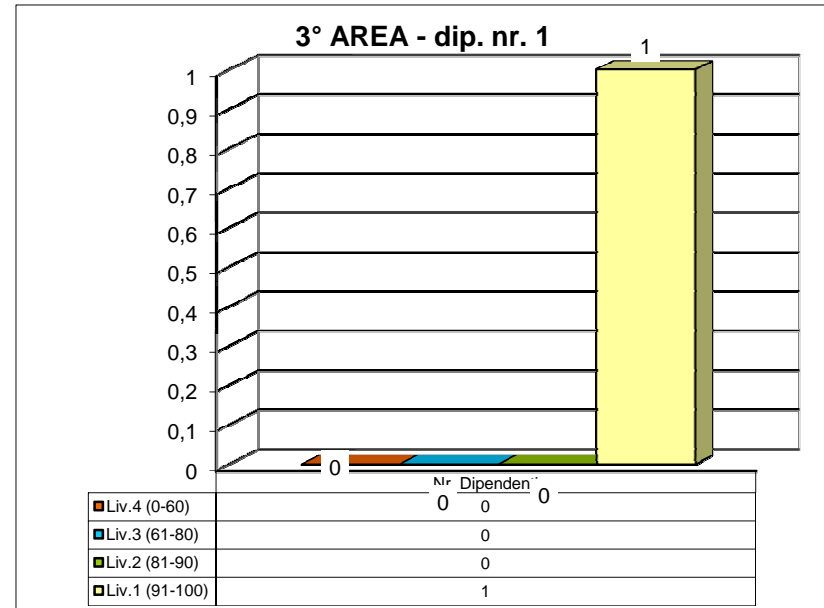 3° AREA - dip. nr. 1
1
1
0,9
0,8
0,7
0,6
0,5
0,4
0,3
0,2
0,1
0
0
Nr. Dipendenti
0
0
Liv.4 (0-60) 0
Liv.3 (61-80) 0
Liv.2 (81-90) 0
Liv.1 (91-100) 1